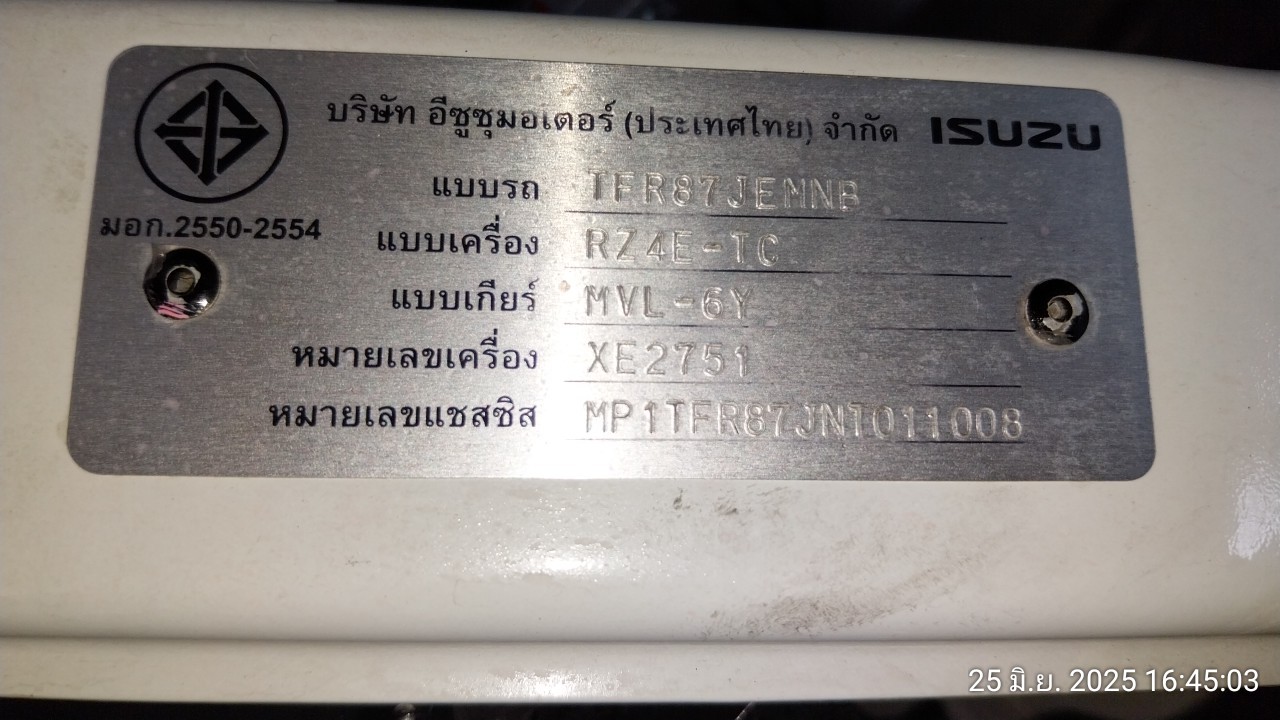 บริษัท อีซูซุมอเตอร์ (ประเทศไทย) จำกัด ISUZU
แบบรถ TFR87JEMNB
มอก.2550-2554
แบบเครื่อง RZ4E-TC
แบบเกียร์ MVL-6Y
หมายเลขเครื่อง XE2751
หมายเลขแชสซิส MP1TFR87JNT011008
25 มิ.ย. 2025 16:45:03